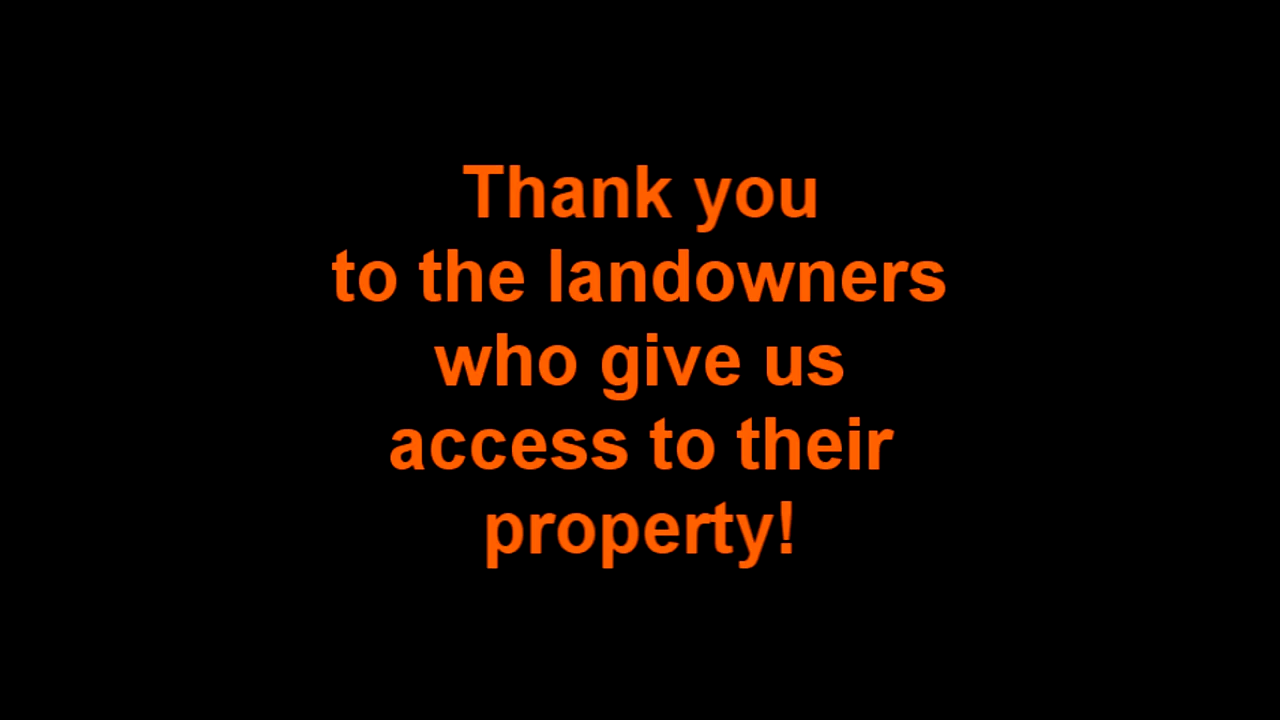 Thank you
to the landowners
who give us
access to their
property!